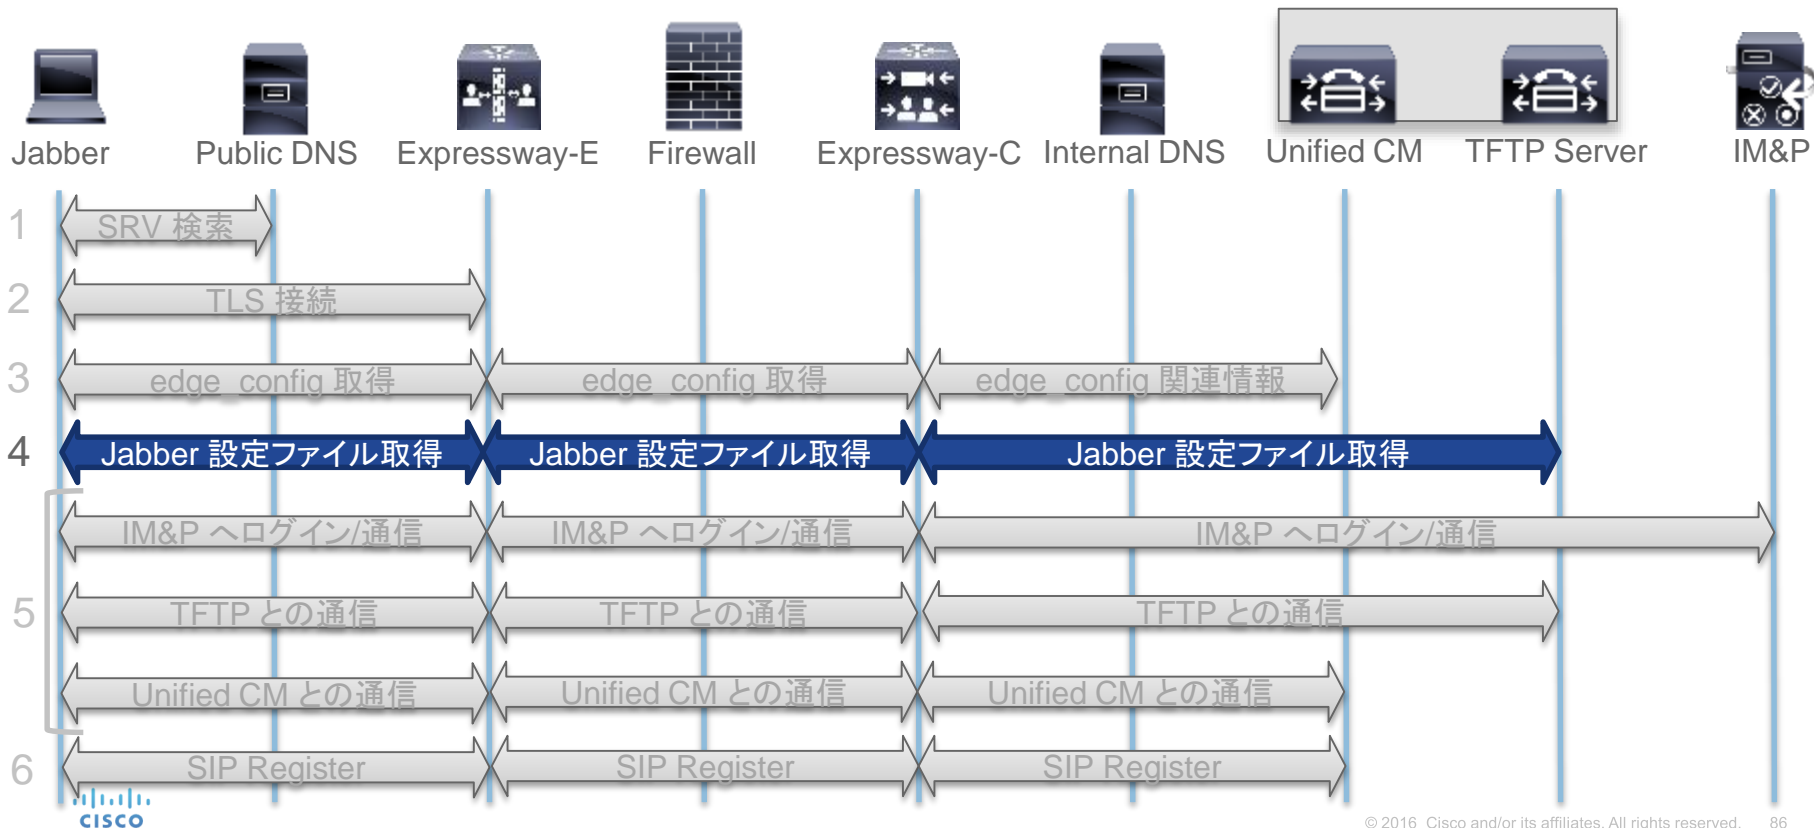 Jabber
Public DNS
Expressway-E
Firewall
Expressway-C
Internal DNS
Unified CM
TFTP Server
IM&P
1
SRV 検索
2
TLS 接続
3
edge_config 取得
edge_config 取得
edge_config 関連情報
4
Jabber 設定ファイル取得
Jabber 設定ファイル取得
Jabber 設定ファイル取得
5
IM&P へログイン/通信
IM&P へログイン/通信
IM&P へログイン/通信
TFTP との通信
TFTP との通信
TFTP との通信
Unified CM との通信
Unified CM との通信
Unified CM との通信
6
SIP Register
SIP Register
SIP Register
CISCO
© 2016 Cisco and/or its affiliates. All rights reserved. 86